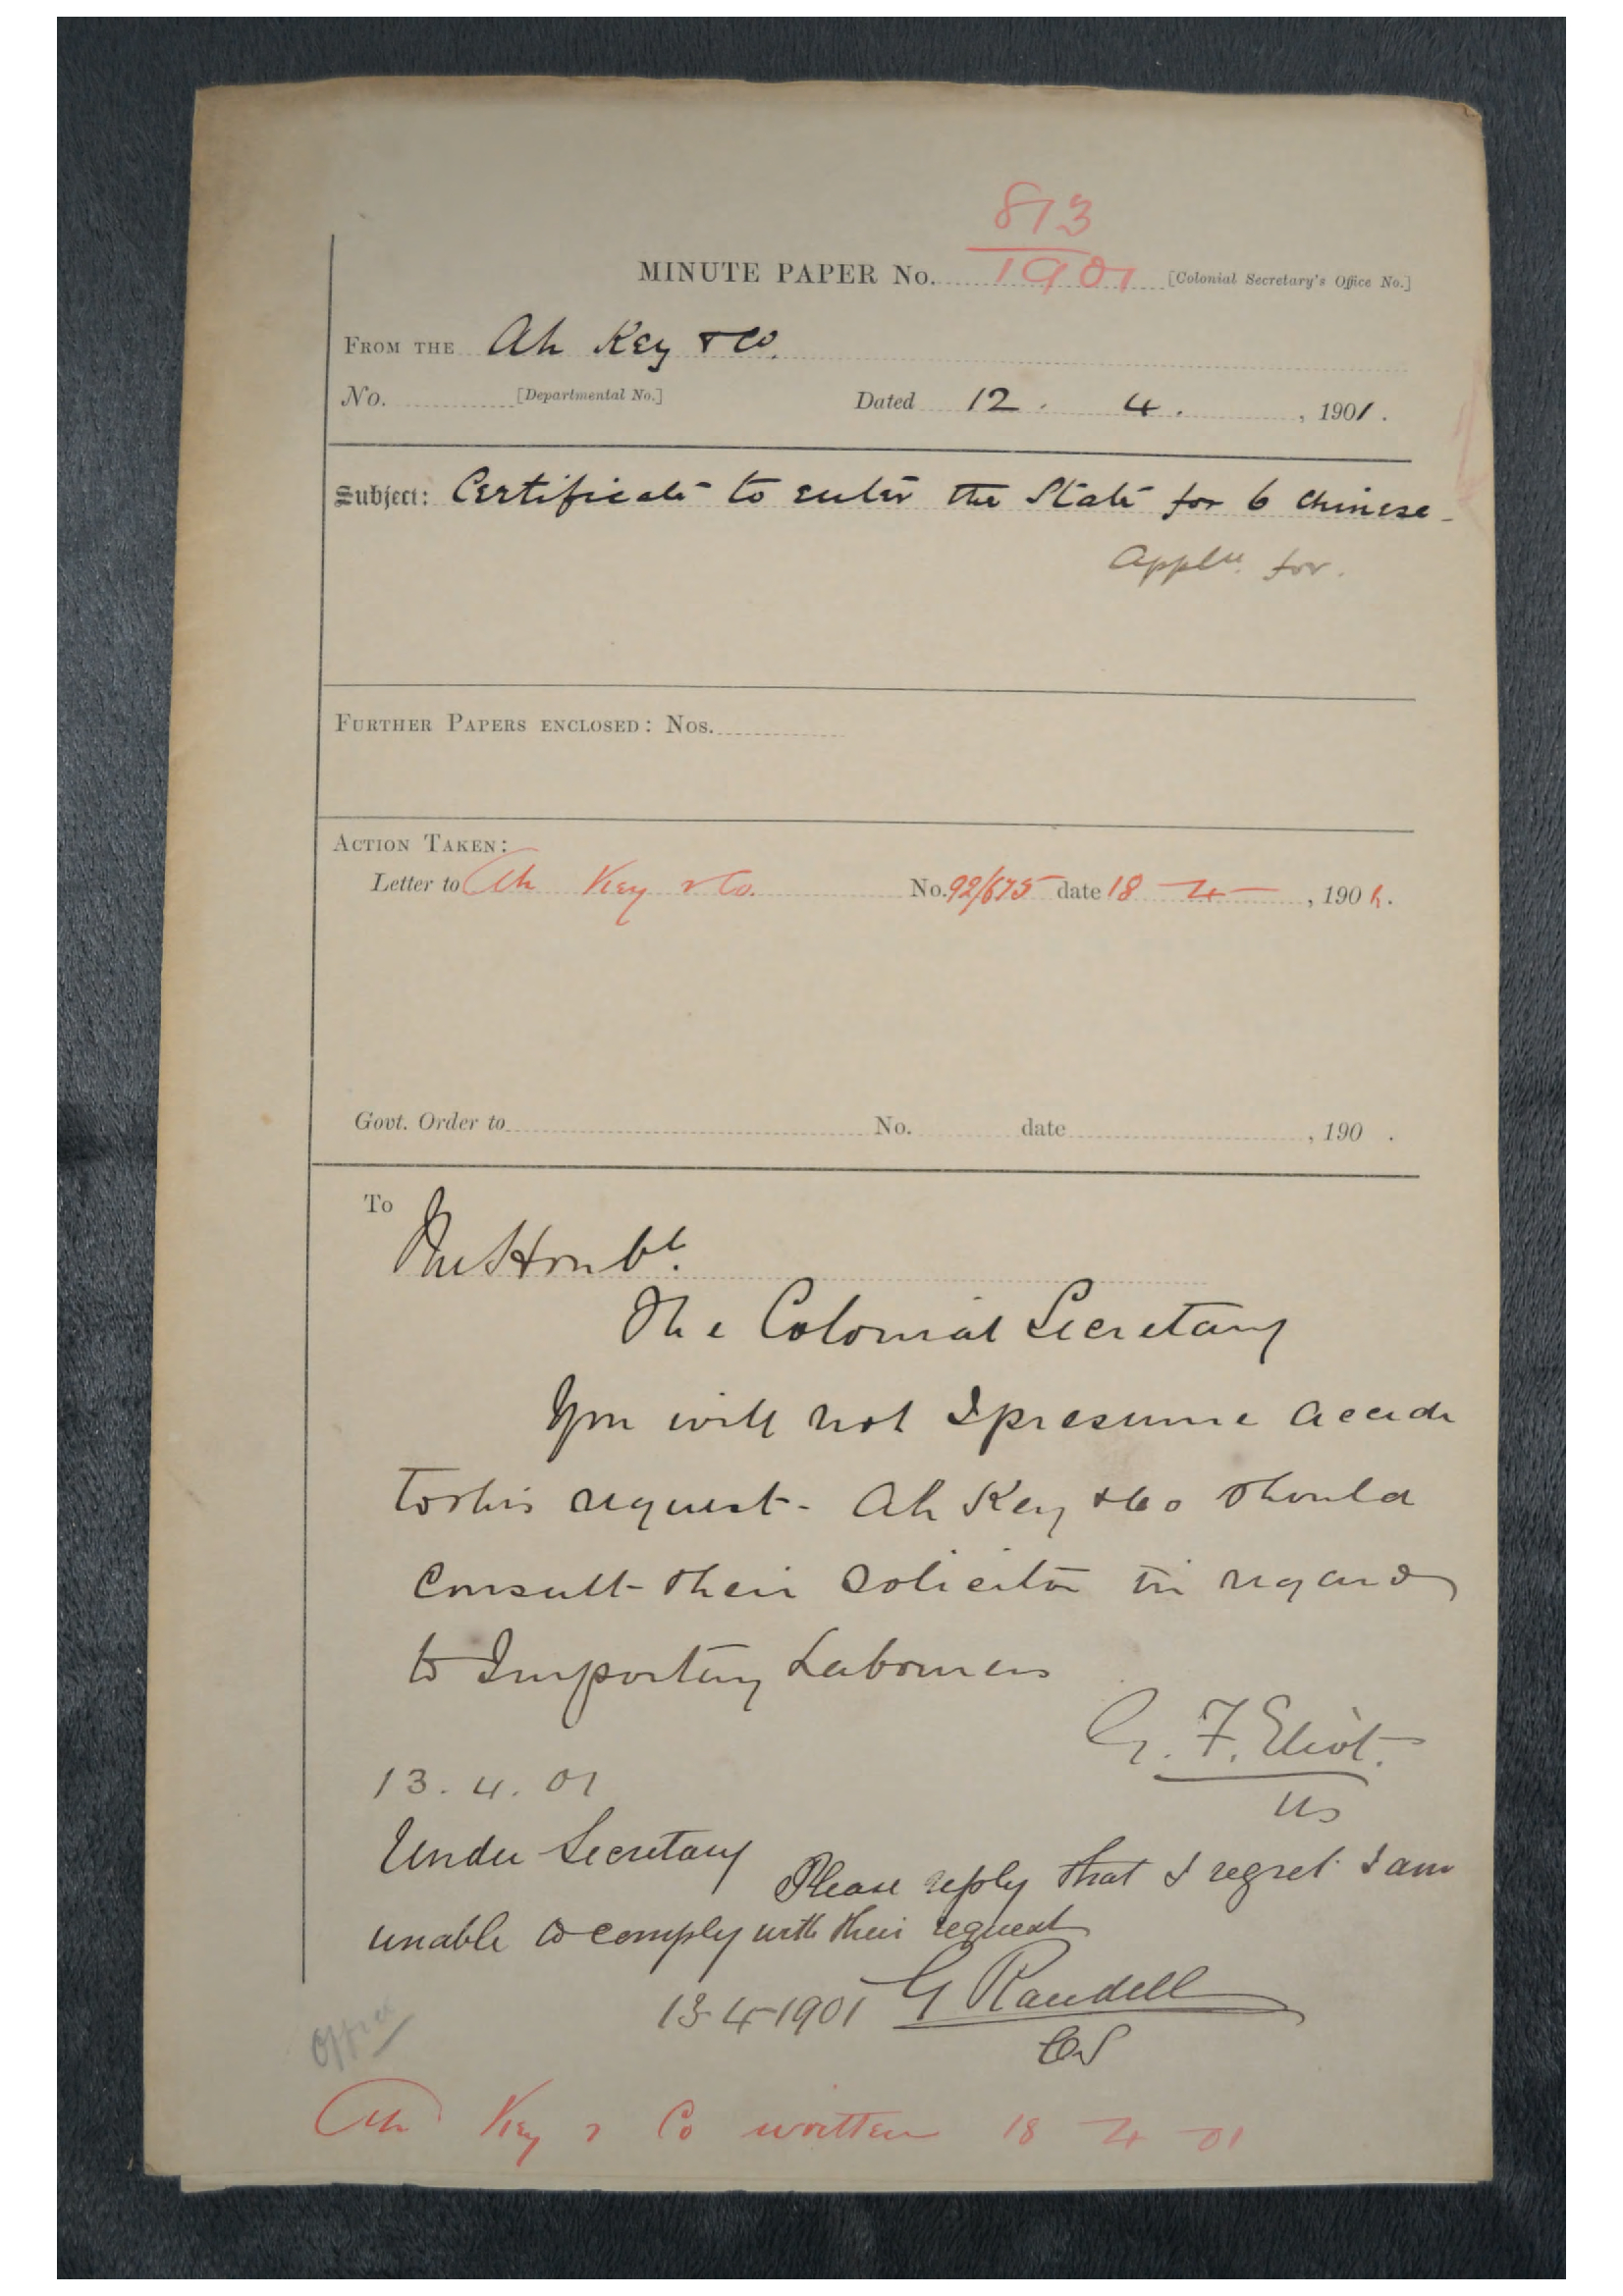 813
MINUTE PAPER No. 1901 [Colonial Secretary's Office No.]
FROM THE Ah Key & Co.
No. [Departmental No.] Dated 12 . 4 . , 1901 .
Subject: Certificate to enter the State for 6 Chinese -
Appln. for.
FURTHER PAPERS ENCLOSED: Nos.
ACTION TAKEN:
Letter to Ah Key & Co. No. 92/675 date 18 - 4 - , 1901.
Govt. Order to No. date , 190 .
To
The Honble.
The Colonial Secretary
You will not I presume accede
to this request - Ah Key & Co should
consult their solicitor in regard
to Importing Labourers
G. F. Eliot.
13 . 4 . 01
US
Under Secretary
Please reply that I regret I am
unable to comply with their request
13-4-1901 G Randell
CS
Office
Ah Key & Co written 18 4 01